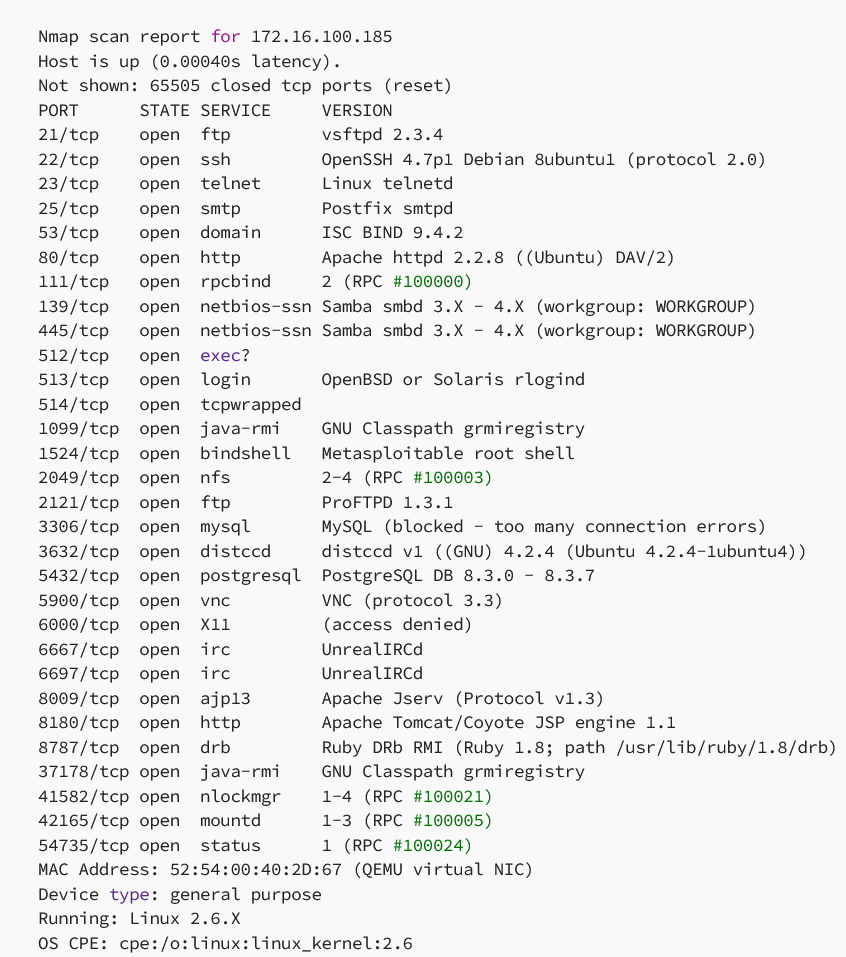 Nmap scan report for 172.16.100.185
Host is up (0.00040s latency).
Not shown: 65505 closed tcp ports (reset)
PORT      STATE SERVICE     VERSION
21/tcp    open  ftp         vsftpd 2.3.4
22/tcp    open  ssh         OpenSSH 4.7p1 Debian 8ubuntu1 (protocol 2.0)
23/tcp    open  telnet      Linux telnetd
25/tcp    open  smtp        Postfix smtpd
53/tcp    open  domain      ISC BIND 9.4.2
80/tcp    open  http        Apache httpd 2.2.8 ((Ubuntu) DAV/2)
111/tcp   open  rpcbind     2 (RPC #100000)
139/tcp   open  netbios-ssn Samba smbd 3.X - 4.X (workgroup: WORKGROUP)
445/tcp   open  netbios-ssn Samba smbd 3.X - 4.X (workgroup: WORKGROUP)
512/tcp   open  exec?
513/tcp   open  login       OpenBSD or Solaris rlogind
514/tcp   open  tcpwrapped
1099/tcp  open  java-rmi    GNU Classpath grmiregistry
1524/tcp  open  bindshell   Metasploitable root shell
2049/tcp  open  nfs         2-4 (RPC #100003)
2121/tcp  open  ftp         ProFTPD 1.3.1
3306/tcp  open  mysql       MySQL (blocked - too many connection errors)
3632/tcp  open  distccd     distccd v1 ((GNU) 4.2.4 (Ubuntu 4.2.4-1ubuntu4))
5432/tcp  open  postgresql  PostgreSQL DB 8.3.0 - 8.3.7
5900/tcp  open  vnc         VNC (protocol 3.3)
6000/tcp  open  X11         (access denied)
6667/tcp  open  irc         UnrealIRCd
6697/tcp  open  irc         UnrealIRCd
8009/tcp  open  ajp13       Apache Jserv (Protocol v1.3)
8180/tcp  open  http        Apache Tomcat/Coyote JSP engine 1.1
8787/tcp  open  drb         Ruby DRb RMI (Ruby 1.8; path /usr/lib/ruby/1.8/drb)
37178/tcp open  java-rmi    GNU Classpath grmiregistry
41582/tcp open  nlockmgr    1-4 (RPC #100021)
42165/tcp open  mountd      1-3 (RPC #100005)
54735/tcp open  status      1 (RPC #100024)
MAC Address: 52:54:00:40:2D:67 (QEMU virtual NIC)
Device type: general purpose
Running: Linux 2.6.X
OS CPE: cpe:/o:linux:linux_kernel:2.6